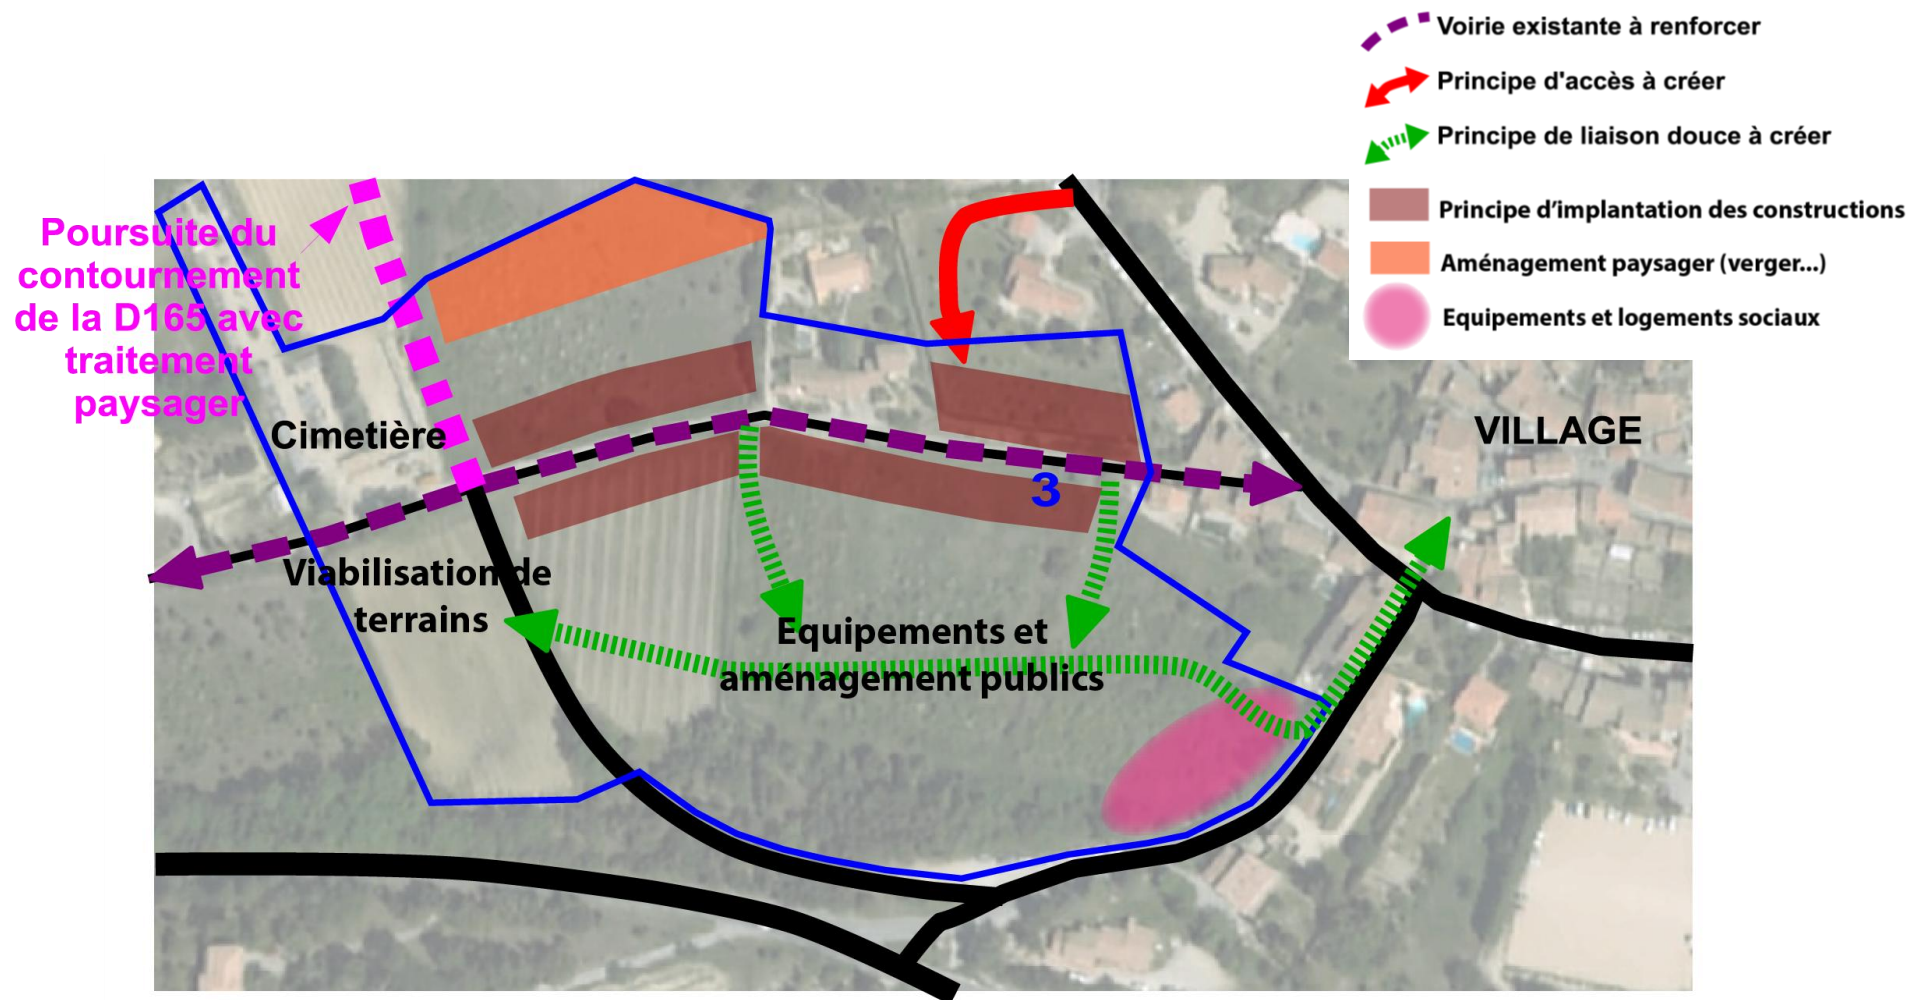 Voirie existante à renforcer
Principe d'accès à créer
Principe de liaison douce à créer
Principe d'implantation des constructions
Aménagement paysager (verger...)
Equipements et logements sociaux
Poursuite du
contournement
de la D165 avec
traitement
paysager
Cimetière
VILLAGE
3
Viabilisation de
terrains
Equipements et
aménagement publics